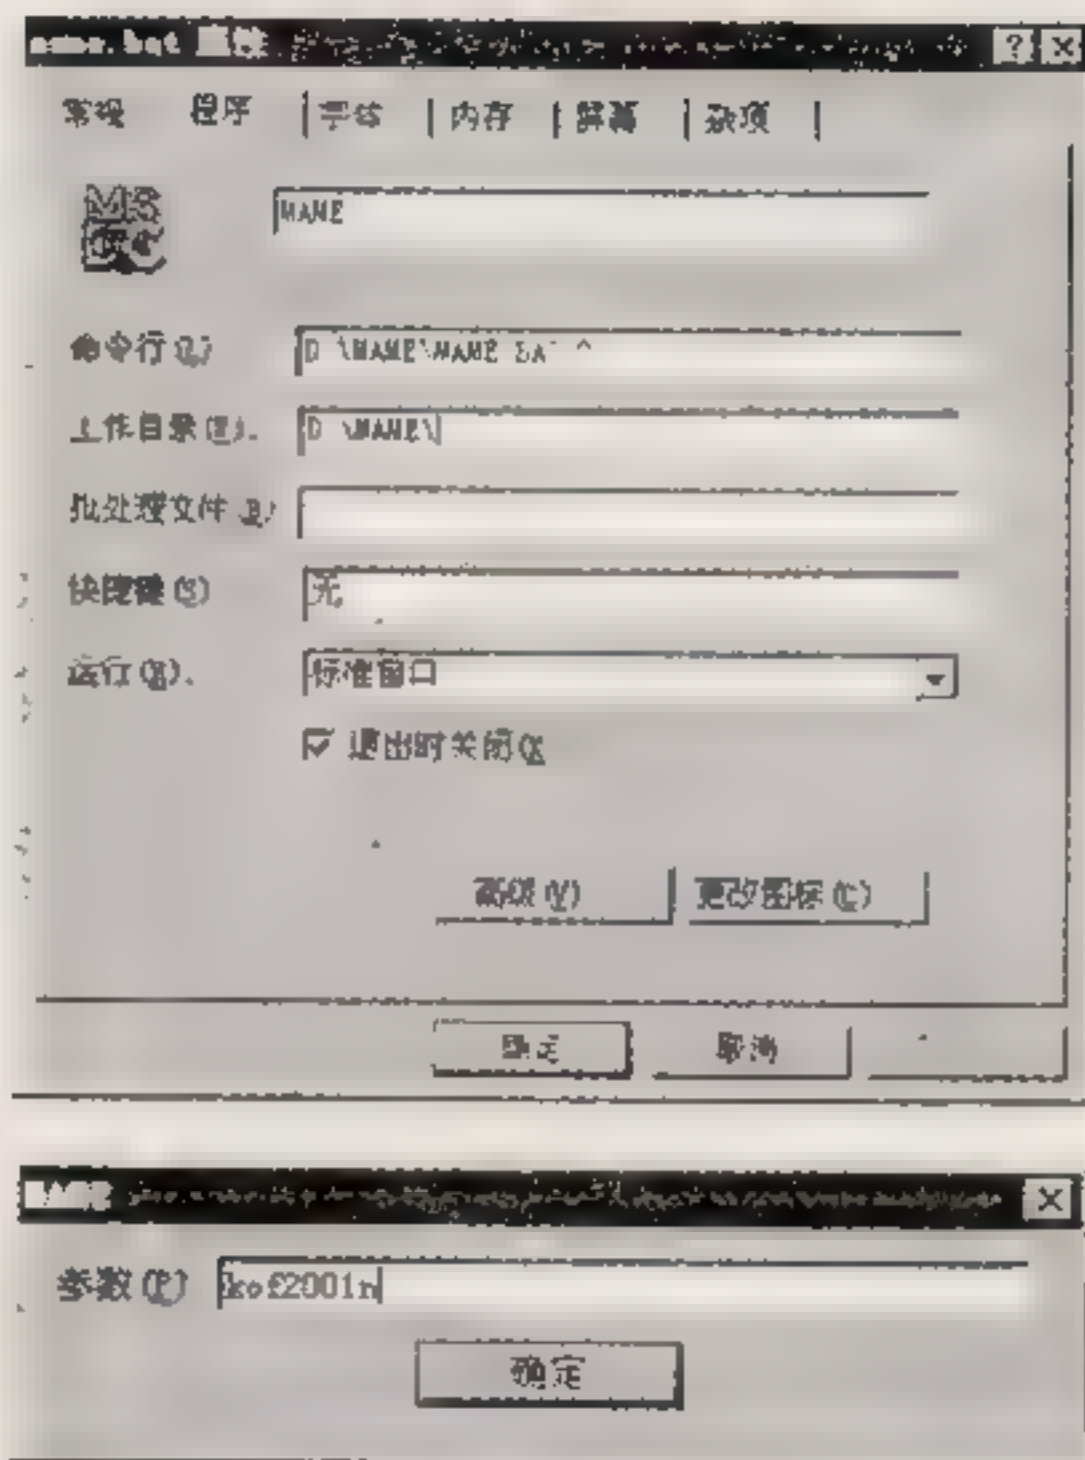 mame.bat 属性
常规 程序 字体 内存 屏幕 杂项
MAME
命令行(L) D \MAME\MAME BAT ^
工作目录(W). D \MAME\
批处理文件(B)
快捷键(S) 无
运行(R). 标准窗口
退出时关闭(X
高级(V) 更改图标(C)
确定 取消
MAME
参数(P) kof2001n
确定